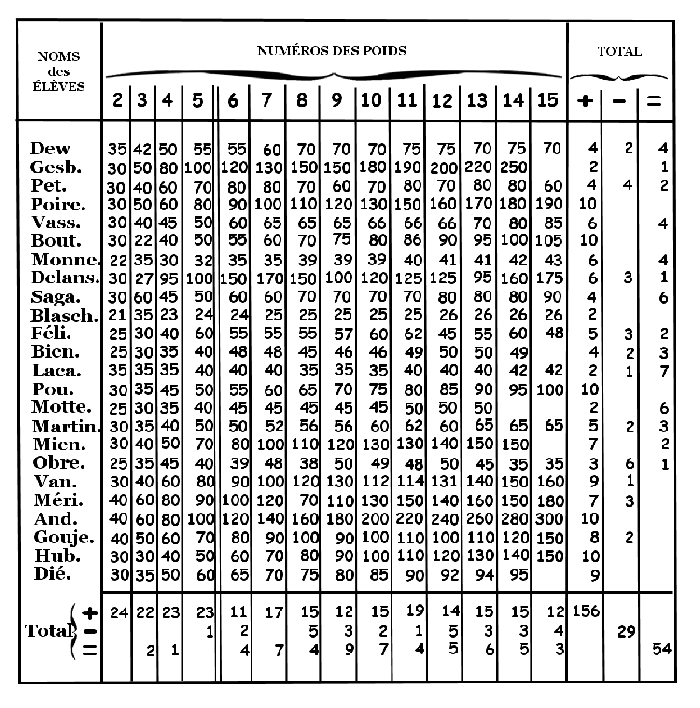 NOMS des ÉLÈVES NUMÉROS DES POIDS TOTAL
2 3 4 5 6 7 8 9 10 11 12 13 14 15 + − =
Dew 35 42 50 55 55 60 70 70 70 75 75 70 75 70 4 2 4
Gesb. 30 50 80 100 120 130 150 150 180 190 200 220 250 2 1
Pet. 30 40 60 70 80 80 70 60 70 80 70 80 80 60 4 4 2
Poire. 30 50 60 80 90 100 110 120 130 150 160 170 180 190 10
Vass. 30 40 45 50 60 65 65 65 66 66 66 70 80 85 6 4
Bout. 30 22 40 50 55 60 70 75 80 86 90 95 100 105 10
Monne. 22 35 30 32 35 35 39 39 39 40 41 41 42 43 6 4
Delans. 30 27 95 100 150 170 150 100 120 125 125 95 160 175 6 3 1
Saga. 30 60 45 50 60 60 70 70 70 70 80 80 80 90 4 6
Blasch. 21 35 23 24 24 25 25 25 25 25 26 26 26 26 2
Féli. 25 30 40 60 55 55 55 57 60 62 45 55 60 48 5 3 2
Bien. 25 30 35 40 48 48 45 46 46 49 50 50 49 4 2 3
Laca. 35 35 35 40 40 40 35 35 35 40 40 40 42 42 2 1 7
Pou. 30 35 45 50 55 60 65 70 75 80 85 90 95 100 10
Motte. 25 30 35 40 45 45 45 45 45 50 50 50 2 6
Martin. 30 35 40 50 50 52 56 56 60 62 60 65 65 65 5 2 3
Mien. 30 40 50 70 80 100 110 120 130 130 140 150 150 7 2
Obre. 25 35 45 40 39 48 38 50 49 48 50 45 35 35 3 6 1
Van. 30 40 60 80 90 100 120 130 112 114 131 140 150 160 9 1
Méri. 40 60 80 90 100 120 70 110 130 150 140 160 150 180 7 3
And. 40 60 80 100 120 140 160 180 200 220 240 260 280 300 10
Gouje. 40 50 60 70 80 90 100 90 100 110 100 110 120 150 8 2
Hub. 30 30 40 50 60 70 80 90 100 110 120 130 140 150 10
Dié. 30 35 50 60 65 70 75 80 85 90 92 94 95 9
Total + 24 22 23 23 11 17 15 12 15 19 14 15 15 12 156
− 1 2 5 3 2 1 5 3 3 4 29
= 2 1 4 7 4 9 7 4 5 6 5 3 54